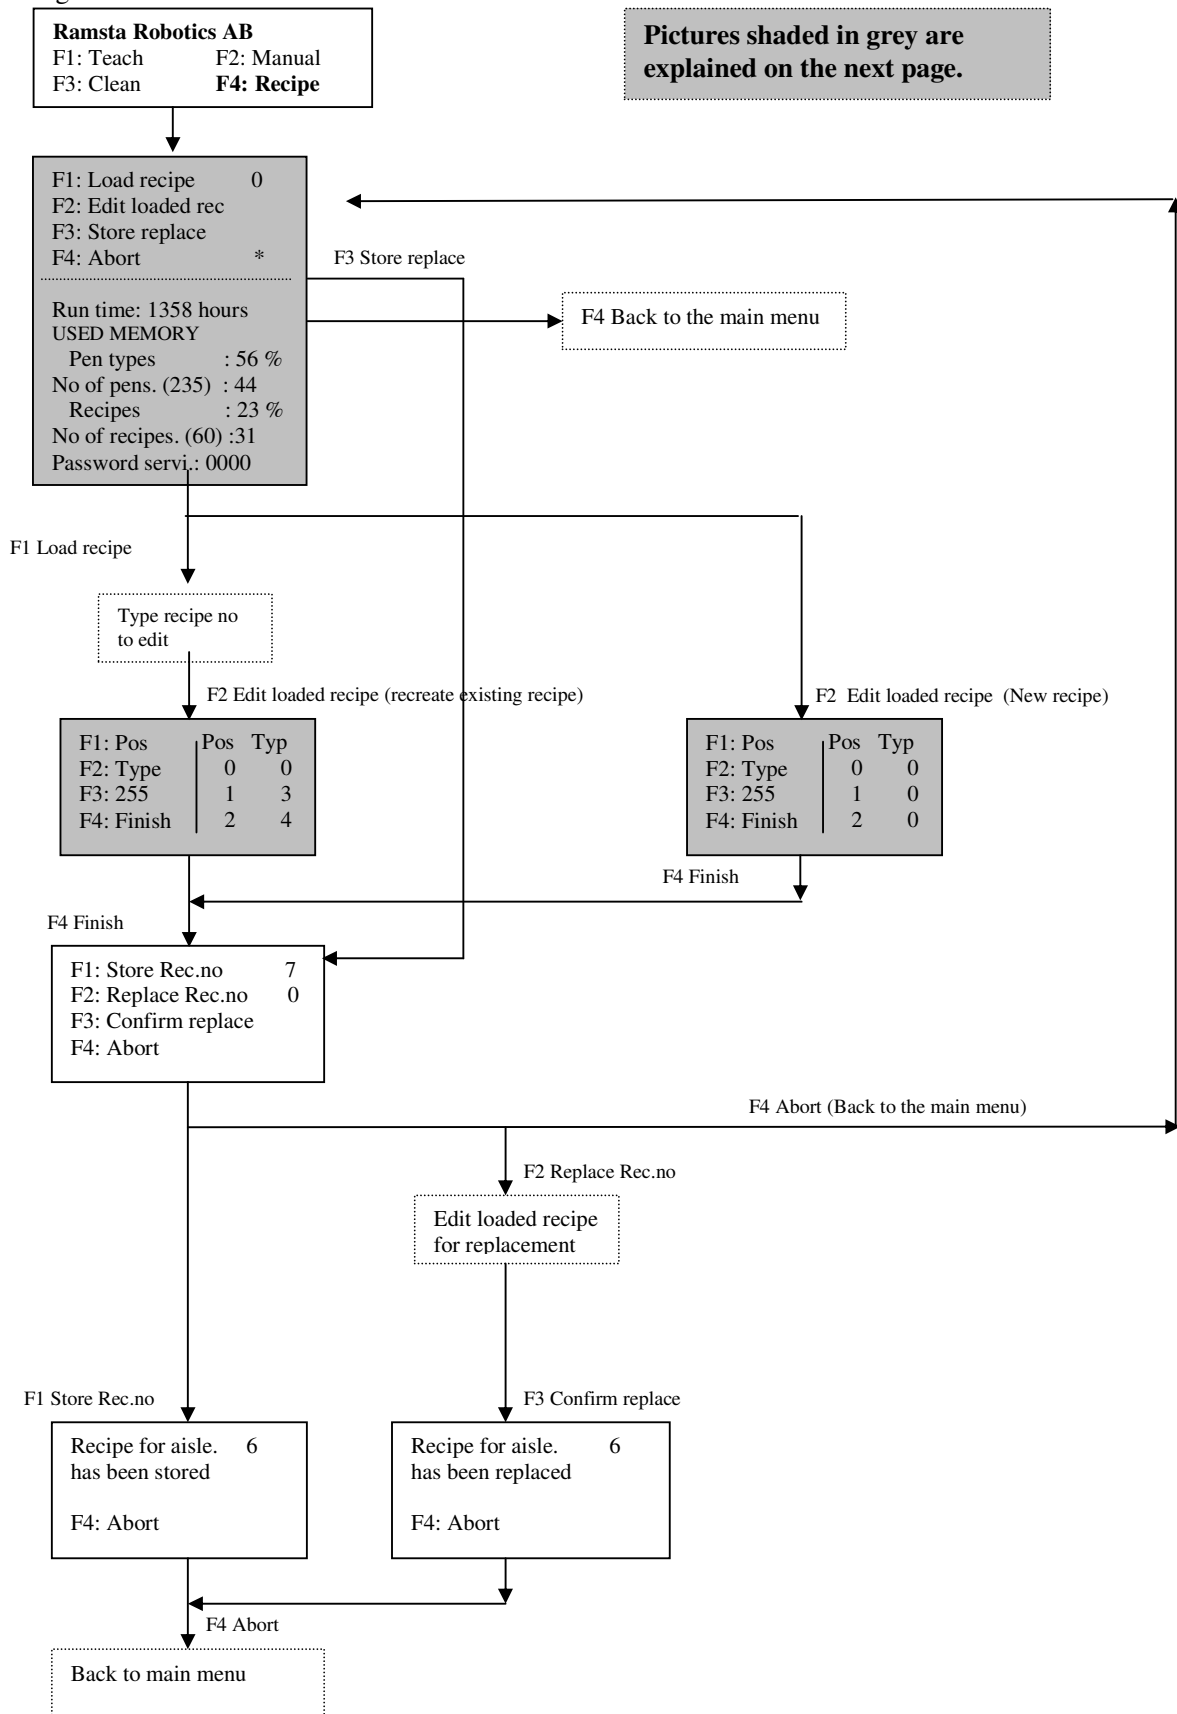 Ramsta Robotics AB
F1: Teach F2: Manual
F3: Clean F4: Recipe
Pictures shaded in grey are
explained on the next page.
F1: Load recipe 0
F2: Edit loaded rec
F3: Store replace
F4: Abort *
Run time: 1358 hours
USED MEMORY
Pen types : 56 %
No of pens. (235) : 44
Recipes : 23 %
No of recipes. (60) :31
Password servi.: 0000
F3 Store replace
F4 Back to the main menu
F1 Load recipe
Type recipe no
to edit
F2 Edit loaded recipe (recreate existing recipe)
F2 Edit loaded recipe (New recipe)
F1: Pos Pos Typ
F2: Type 0 0
F3: 255 1 3
F4: Finish 2 4
F1: Pos Pos Typ
F2: Type 0 0
F3: 255 1 0
F4: Finish 2 0
F4 Finish
F4 Finish
F1: Store Rec.no 7
F2: Replace Rec.no 0
F3: Confirm replace
F4: Abort
F4 Abort (Back to the main menu)
F2 Replace Rec.no
Edit loaded recipe
for replacement
F1 Store Rec.no
F3 Confirm replace
Recipe for aisle. 6
has been stored
F4: Abort
Recipe for aisle. 6
has been replaced
F4: Abort
F4 Abort
Back to main menu